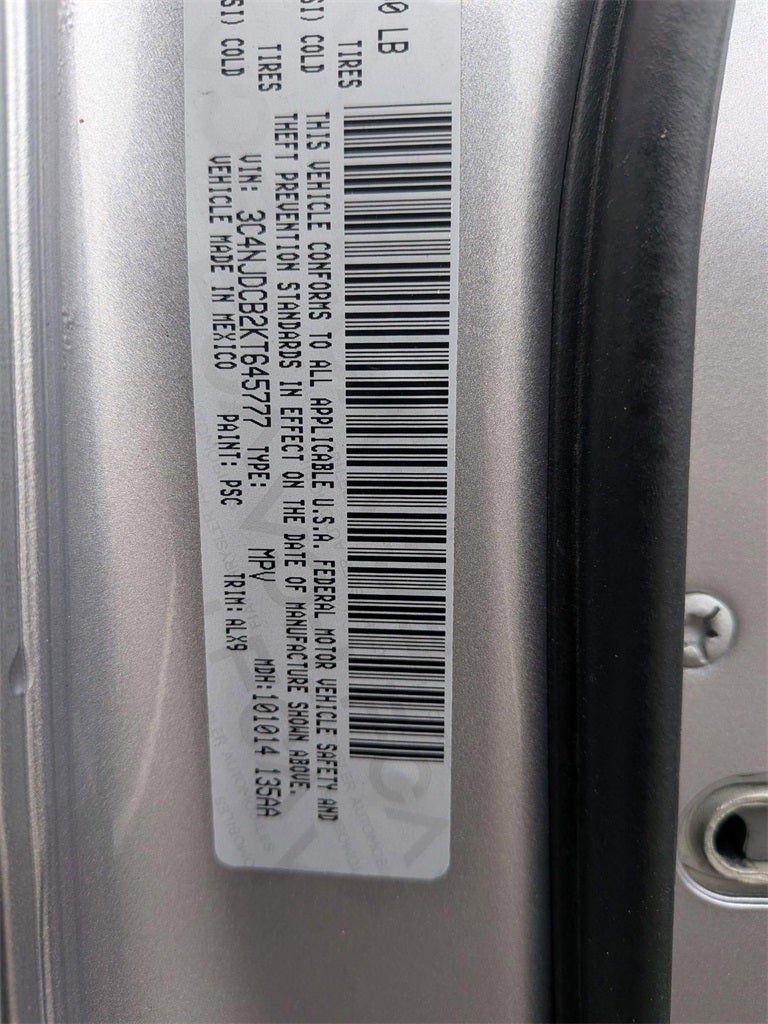 0 LB
TIRES
SI) COLD
TIRES
SI) COLD
THIS VEHICLE CONFORMS TO ALL APPLICABLE U.S.A. FEDERAL MOTOR VEHICLE SAFETY AND
THEFT PREVENTION STANDARDS IN EFFECT ON THE DATE OF MANUFACTURE SHOWN ABOVE.
VIN: 3C4NJDCB2KT645777 TYPE: MPV MDH:101014 135AA
VEHICLE MADE IN MEXICO PAINT: PSC TRIM:ALX9